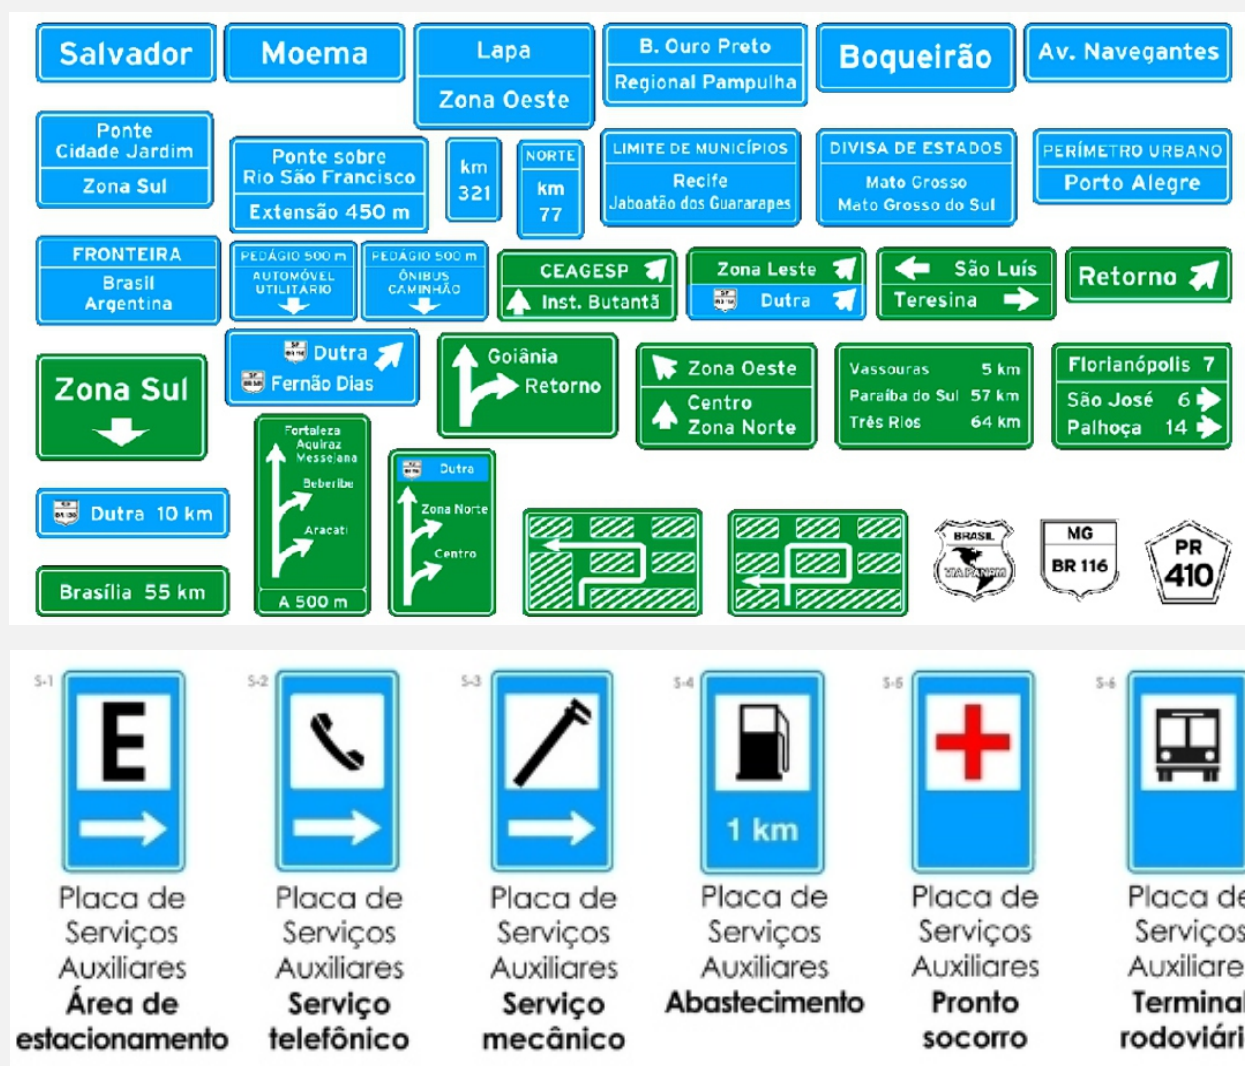 Salvador
Moema
Lapa
Zona Oeste
B. Ouro Preto
Regional Pampulha
Boqueirão
Av. Navegantes
Ponte
Cidade Jardim
Zona Sul
Ponte sobre
Rio São Francisco
Extensão 450 m
km
321
NORTE
km
77
LIMITE DE MUNICÍPIOS
Recife
Jaboatão dos Guararapes
DIVISA DE ESTADOS
Mato Grosso
Mato Grosso do Sul
PERÍMETRO URBANO
Porto Alegre
FRONTEIRA
Brasil
Argentina
PEDÁGIO 500 m
AUTOMÓVEL
UTILITÁRIO
PEDÁGIO 500 m
ÔNIBUS
CAMINHÃO
CEAGESP
Inst. Butantã
Zona Leste
Dutra
São Luís
Teresina
Retorno
Zona Sul
Dutra
Fernão Dias
Goiânia
Retorno
Zona Oeste
Centro
Zona Norte
Vassouras 5 km
Paraíba do Sul 57 km
Três Rios 64 km
Florianópolis 7
São José 6
Palhoça 14
Dutra 10 km
Brasília 55 km
Fortaleza
Aquiraz
Messejana
Beberibe
Aracati
A 500 m
Dutra
Zona Norte
Centro
BRASIL
VIA PANAM
MG
BR 116
PR
410
S-1
S-2
S-3
S-4
S-5
S-6
E
1 km
Placa de
Serviços
Auxiliares
Área de
estacionamento
Placa de
Serviços
Auxiliares
Serviço
telefônico
Placa de
Serviços
Auxiliares
Serviço
mecânico
Placa de
Serviços
Auxiliares
Abastecimento
Placa de
Serviços
Auxiliares
Pronto
socorro
Placa de
Serviços
Auxiliare
Terminal
rodoviári